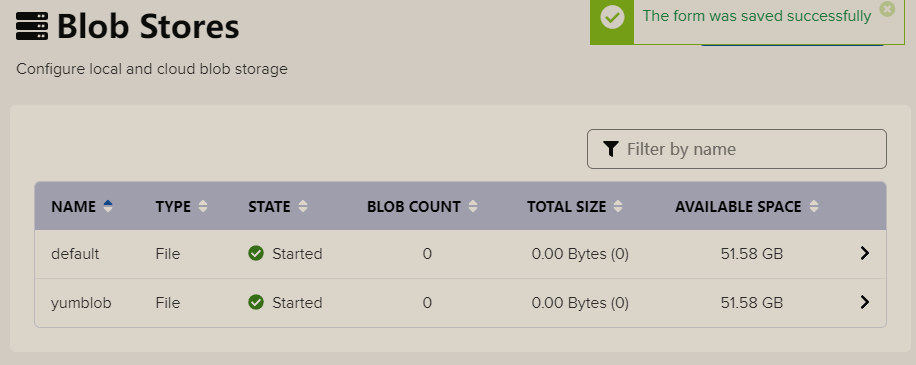 Blob Stores
The form was saved successfully
Configure local and cloud blob storage
Filter by name
NAME TYPE STATE BLOB COUNT TOTAL SIZE AVAILABLE SPACE
default File Started 0 0.00 Bytes (0) 51.58 GB
yumblob File Started 0 0.00 Bytes (0) 51.58 GB